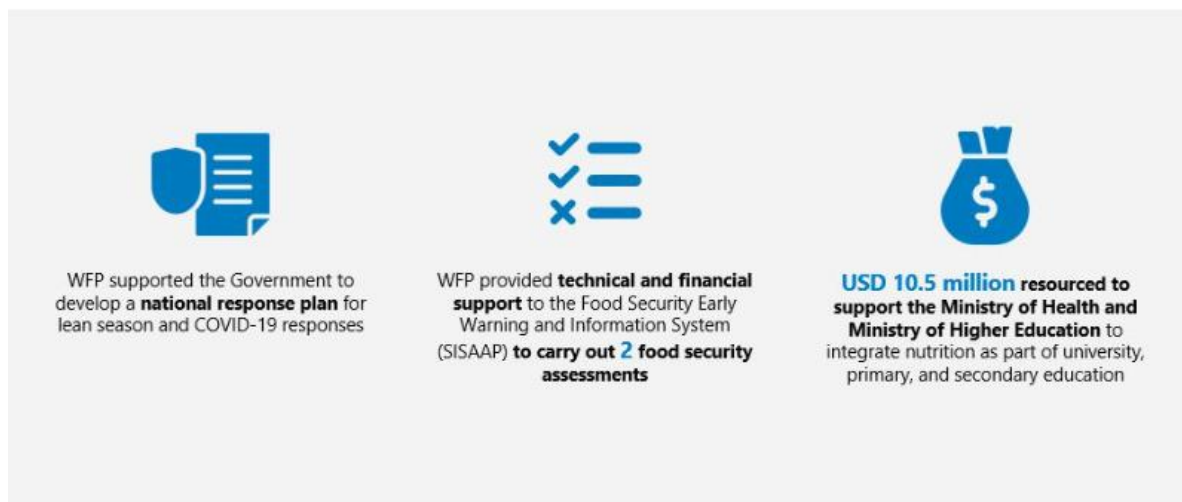 WFP supported the Government to
develop a national response plan for
lean season and COVID-19 responses
WFP provided technical and financial
support to the Food Security Early
Warning and Information System
(SISAAP) to carry out 2 food security
assessments
USD 10.5 million resourced to
support the Ministry of Health and
Ministry of Higher Education to
integrate nutrition as part of university,
primary, and secondary education